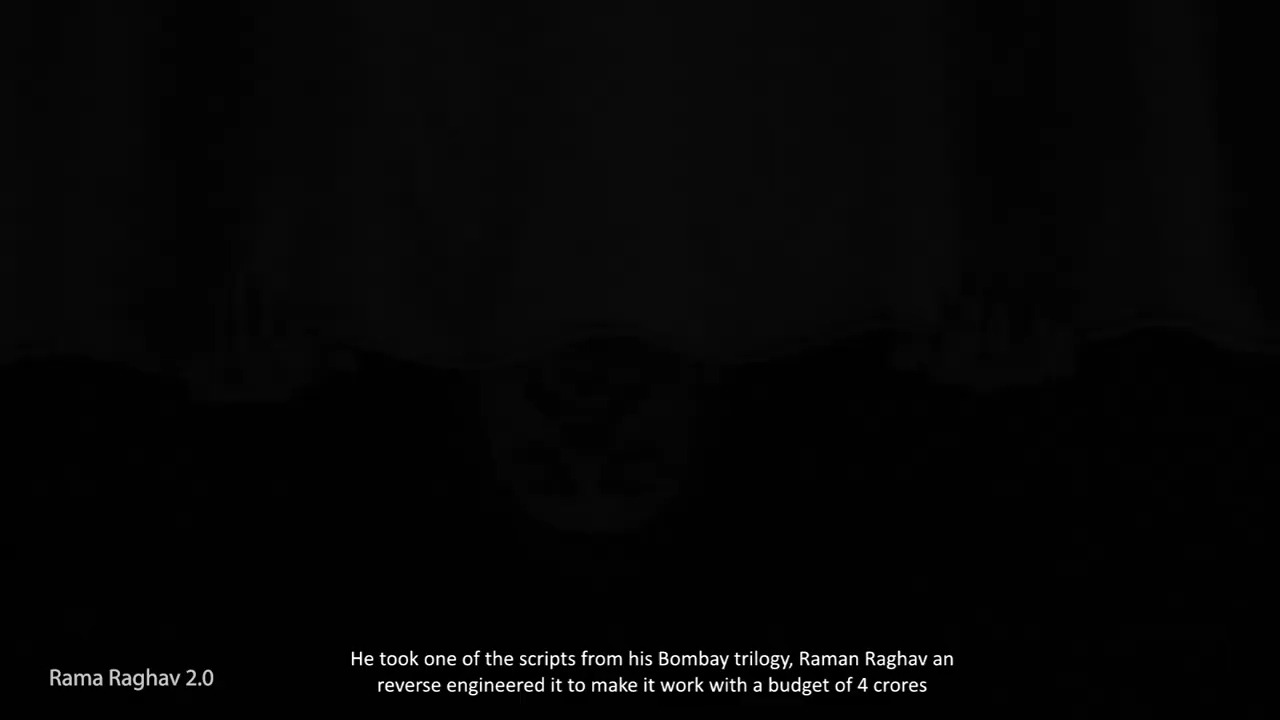 He took one of the scripts from his Bombay trilogy, Raman Raghav an
reverse engineered it to make it work with a budget of 4 crores
Rama Raghav 2.0